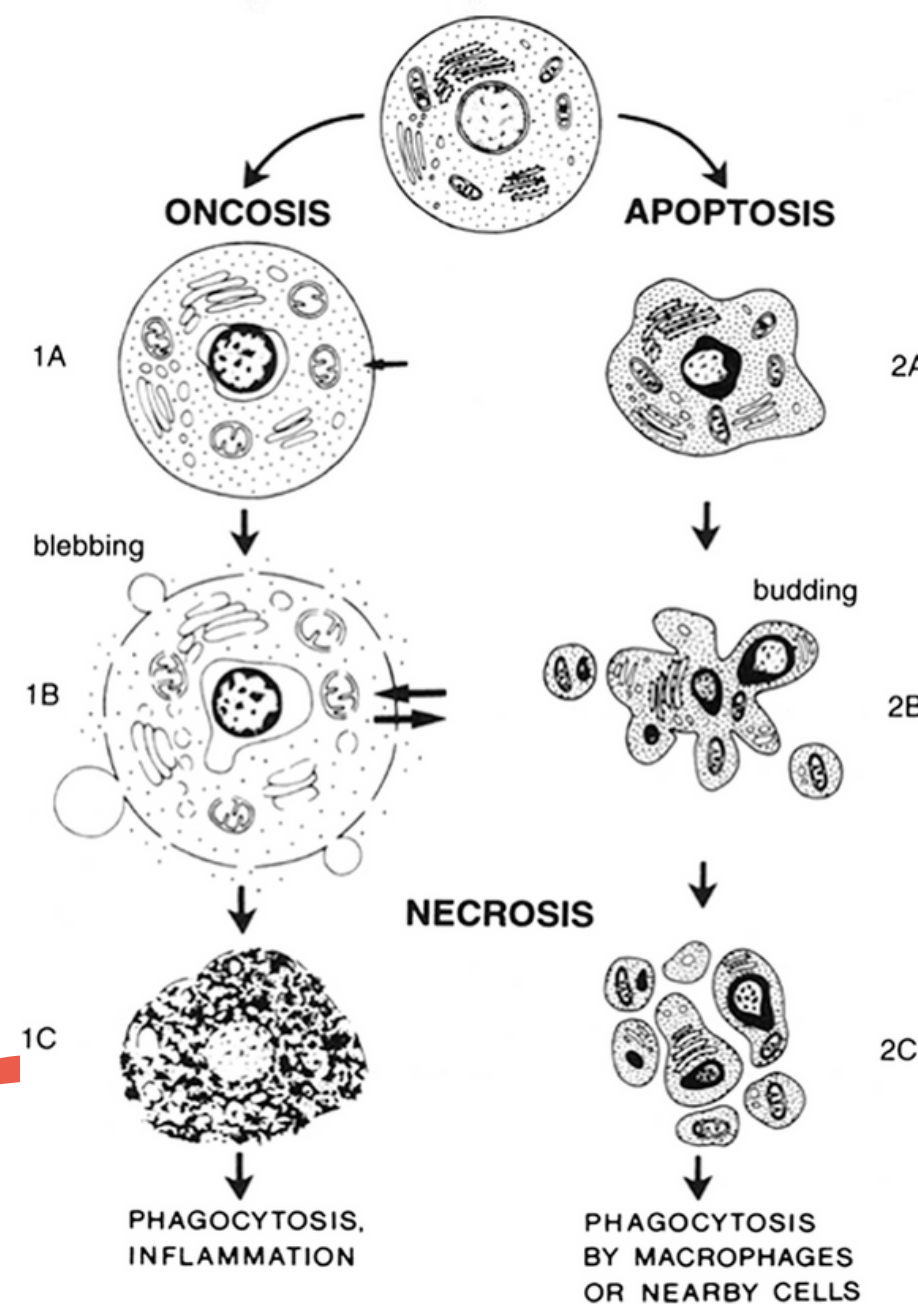 ONCOSIS
APOPTOSIS
1A
2A
blebbing
budding
1B
2B
NECROSIS
1C
2C
PHAGOCYTOSIS,
INFLAMMATION
PHAGOCYTOSIS
BY MACROPHAGES
OR NEARBY CELLS